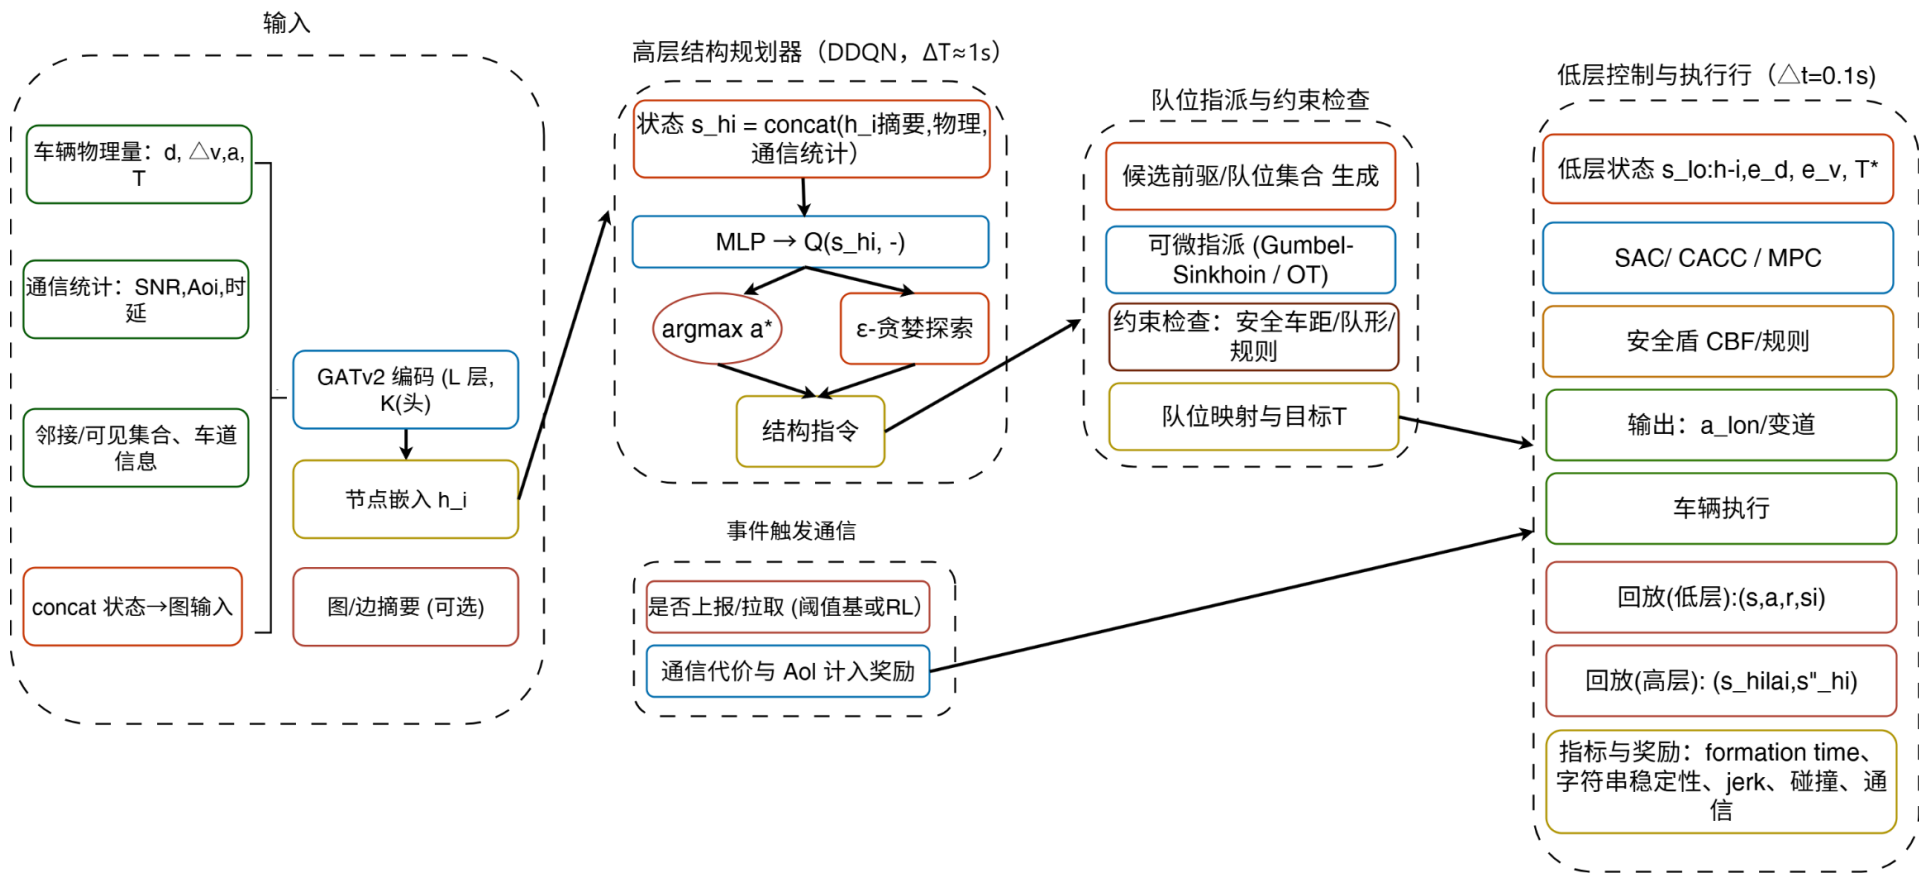 输入
车辆物理量：d, △v,a,
T
通信统计：SNR,Aoi,时
延
邻接/可见集合、车道
信息
concat 状态→图输入
GATv2 编码 (L 层,
K(头)
节点嵌入 h_i
图/边摘要 (可选)
高层结构规划器（DDQN，ΔT≈1s）
状态 s_hi = concat(h_i摘要,物理,
通信统计）
MLP → Q(s_hi, -)
argmax a*
ε-贪婪探索
结构指令
事件触发通信
是否上报/拉取 (阈值基或RL）
通信代价与 AoI 计入奖励
队位指派与约束检查
候选前驱/队位集合 生成
可微指派 (Gumbel-
Sinkhoin / OT)
约束检查：安全车距/队形/
规则
队位映射与目标T
低层控制与执行行（△t=0.1s)
低层状态 s_lo:h-i,e_d, e_v, T*
SAC/ CACC / MPC
安全盾 CBF/规则
输出：a_lon/变道
车辆执行
回放(低层):(s,a,r,si)
回放(高层): (s_hilai,s"_hi)
指标与奖励：formation time、
字符串稳定性、jerk、碰撞、通
信